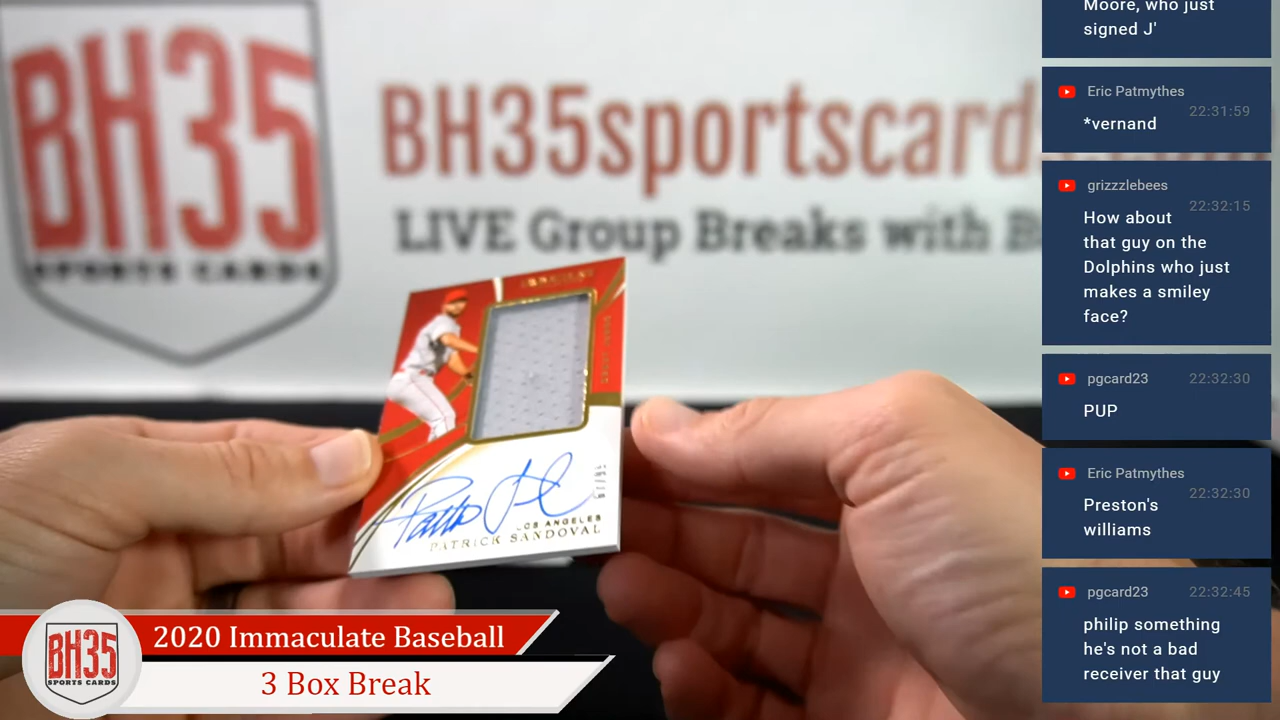 BH35
SPORTS CARDS
BH35sportscard
LIVE Group Breaks with B
LOS ANGELES
PATRICK SANDOVAL
2020 Immaculate Baseball
3 Box Break
BH35
SPORTS CARDS
Moore, who just
signed J'
Eric Patmythes
22:31:59
*vernand
grizzzlebees
22:32:15
How about
that guy on the
Dolphins who just
makes a smiley
face?
pgcard23 22:32:30
PUP
Eric Patmythes
22:32:30
Preston's
williams
pgcard23 22:32:45
philip something
he's not a bad
receiver that guy